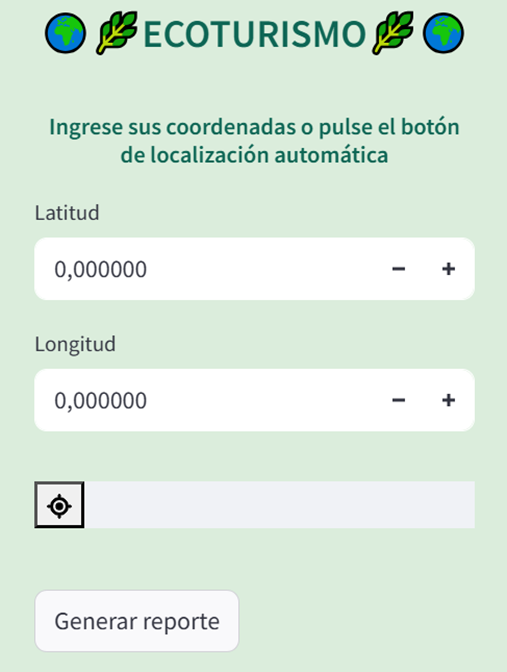 ECOTURISMO
Ingrese sus coordenadas o pulse el botón
de localización automática
Latitud
0,000000
Longitud
0,000000
Generar reporte